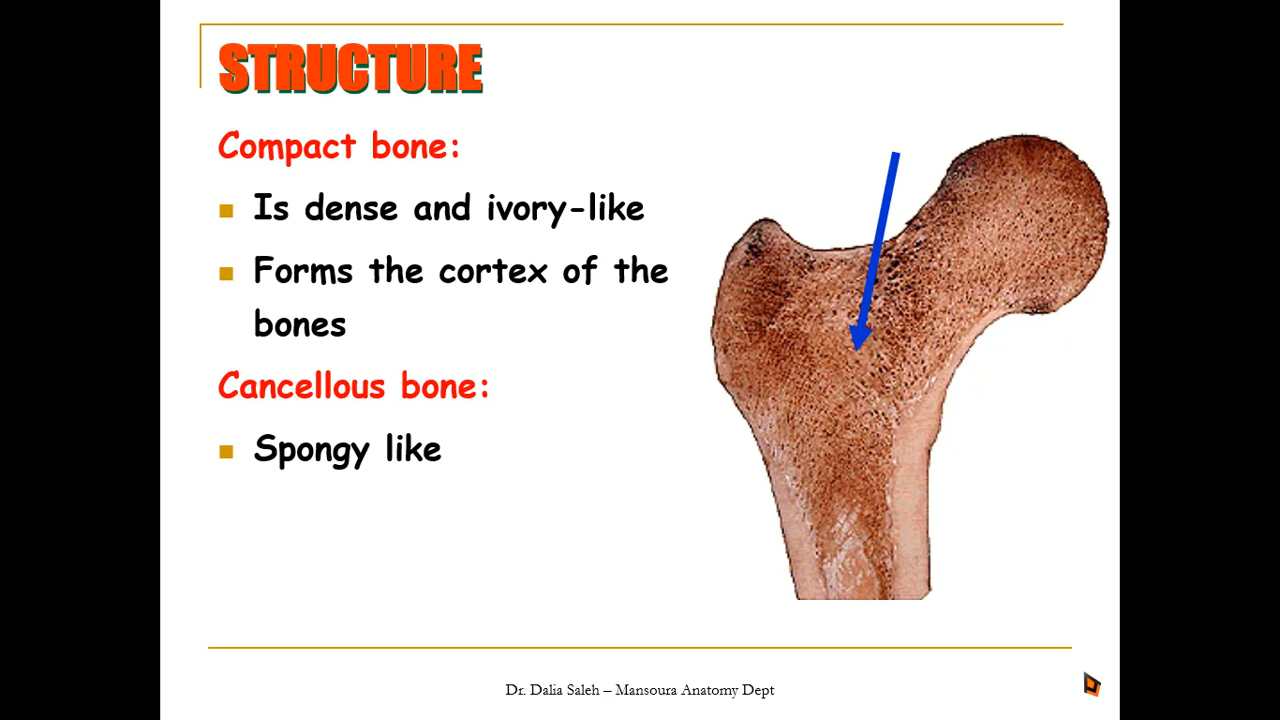 STRUCTURE
Compact bone:
Is dense and ivory-like
Forms the cortex of the
bones
Cancellous bone:
Spongy like
Dr. Dalia Saleh – Mansoura Anatomy Dept